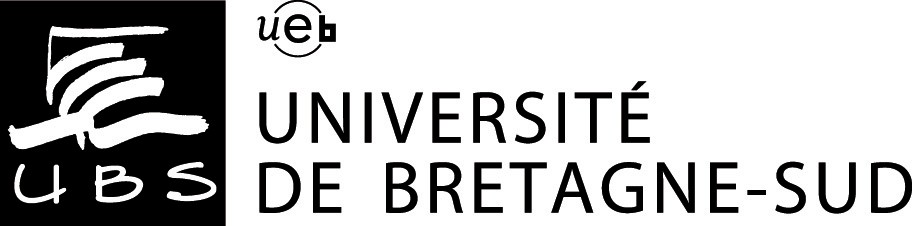 UBS
ueb
UNIVERSITÉ
DE BRETAGNE-SUD